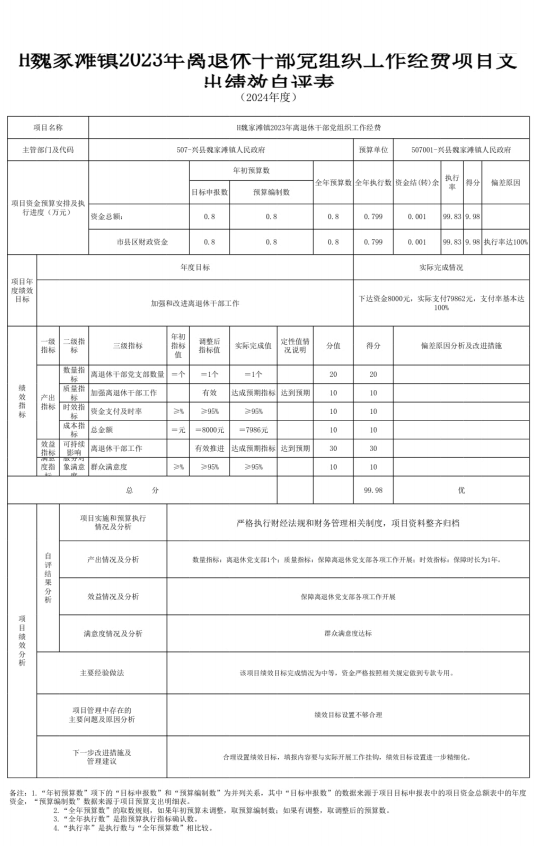 H魏家滩镇2023年离退休干部党组织工作经费项目支
出绩效自评表
（2024年度）
项目名称 H魏家滩镇2023年离退休干部党组织工作经费
主管部门及代码 507-兴县魏家滩镇人民政府 预算单位 507001-兴县魏家滩镇人民政府
项目资金预算安排及执行进度（万元） 年初预算数 全年预算数 全年执行数 资金结(转)余 执行率 得分 偏差原因
目标申报数 预算编制数
资金总额： 0.8 0.8 0.8 0.799 0.001 99.83 9.98
市县区财政资金 0.8 0.8 0.8 0.799 0.001 99.83 9.98 执行率达100%
项目年度绩效目标 年度目标 实际完成情况
加强和改进离退休干部工作 下达资金8000元，实际支付79862元，支付率基本达100%
绩效指标 一级指标 二级指标 三级指标 年初指标值 调整后指标值 实际完成值 定性值情况说明 分值 得分 偏差原因分析及改进措施
产出指标 数量指标 离退休干部党支部数量 ＝个 ＝1个 ＝1个 20 20
质量指标 加强离退休干部工作 有效 达成预期指标 达到预期 10 10
时效指标 资金支付及时率 ≥% ≥95% ≥95% 10 10
成本指标 总金额 ＝元 ＝8000元 ＝7986元 10 10
效益指标 可持续影响 离退休干部工作 有效推进 达成预期指标 达到预期 30 30
满意度指标 服务对象满意度 群众满意度 ≥% ≥95% ≥95% 10 10
总 分 99.98 优
项目绩效分析 自评结果分析 项目实施和预算执行情况及分析 严格执行财经法规和财务管理相关制度，项目资料整齐归档
产出情况及分析 数量指标：离退休党支部1个；质量指标：保障离退休党支部各项工作开展；时效指标：保障时长为1年。
效益情况及分析 保障离退休党支部各项工作开展
满意度情况及分析 群众满意度达标
主要经验做法 该项目绩效目标完成情况为中等，资金严格按照相关规定做到专款专用。
项目管理中存在的主要问题及原因分析 绩效目标设置不够合理
下一步改进措施及管理建议 合理设置绩效目标，填报内容要与实际开展工作挂钩，绩效目标设置进一步精细化。
备注：1.“年初预算数”项下的“目标申报数”和“预算编制数”为并列关系，其中“目标申报数”的数据来源于项目目标申报表中的项目资金总额表中的年度
资金，“预算编制数”数据来源于项目预算支出明细表。
2.“全年预算数”的取数规则，如果年初预算未调整，取预算编制数；如果有调整，取调整后的预算数。
3.“全年执行数”是指预算执行指标确认数。
4.“执行率”是执行数与“全年预算数”相比较。